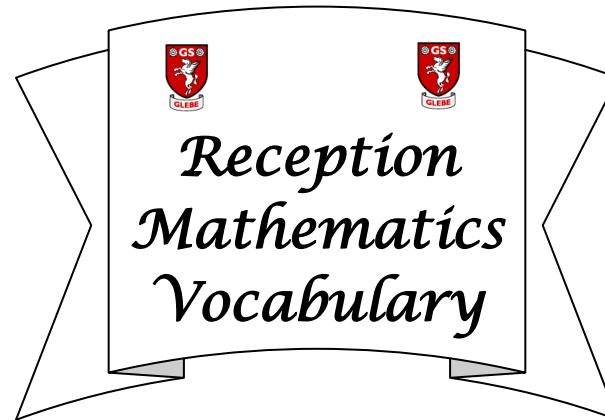 GS GS
GLEBE GLEBE
Reception
Mathematics
Vocabulary